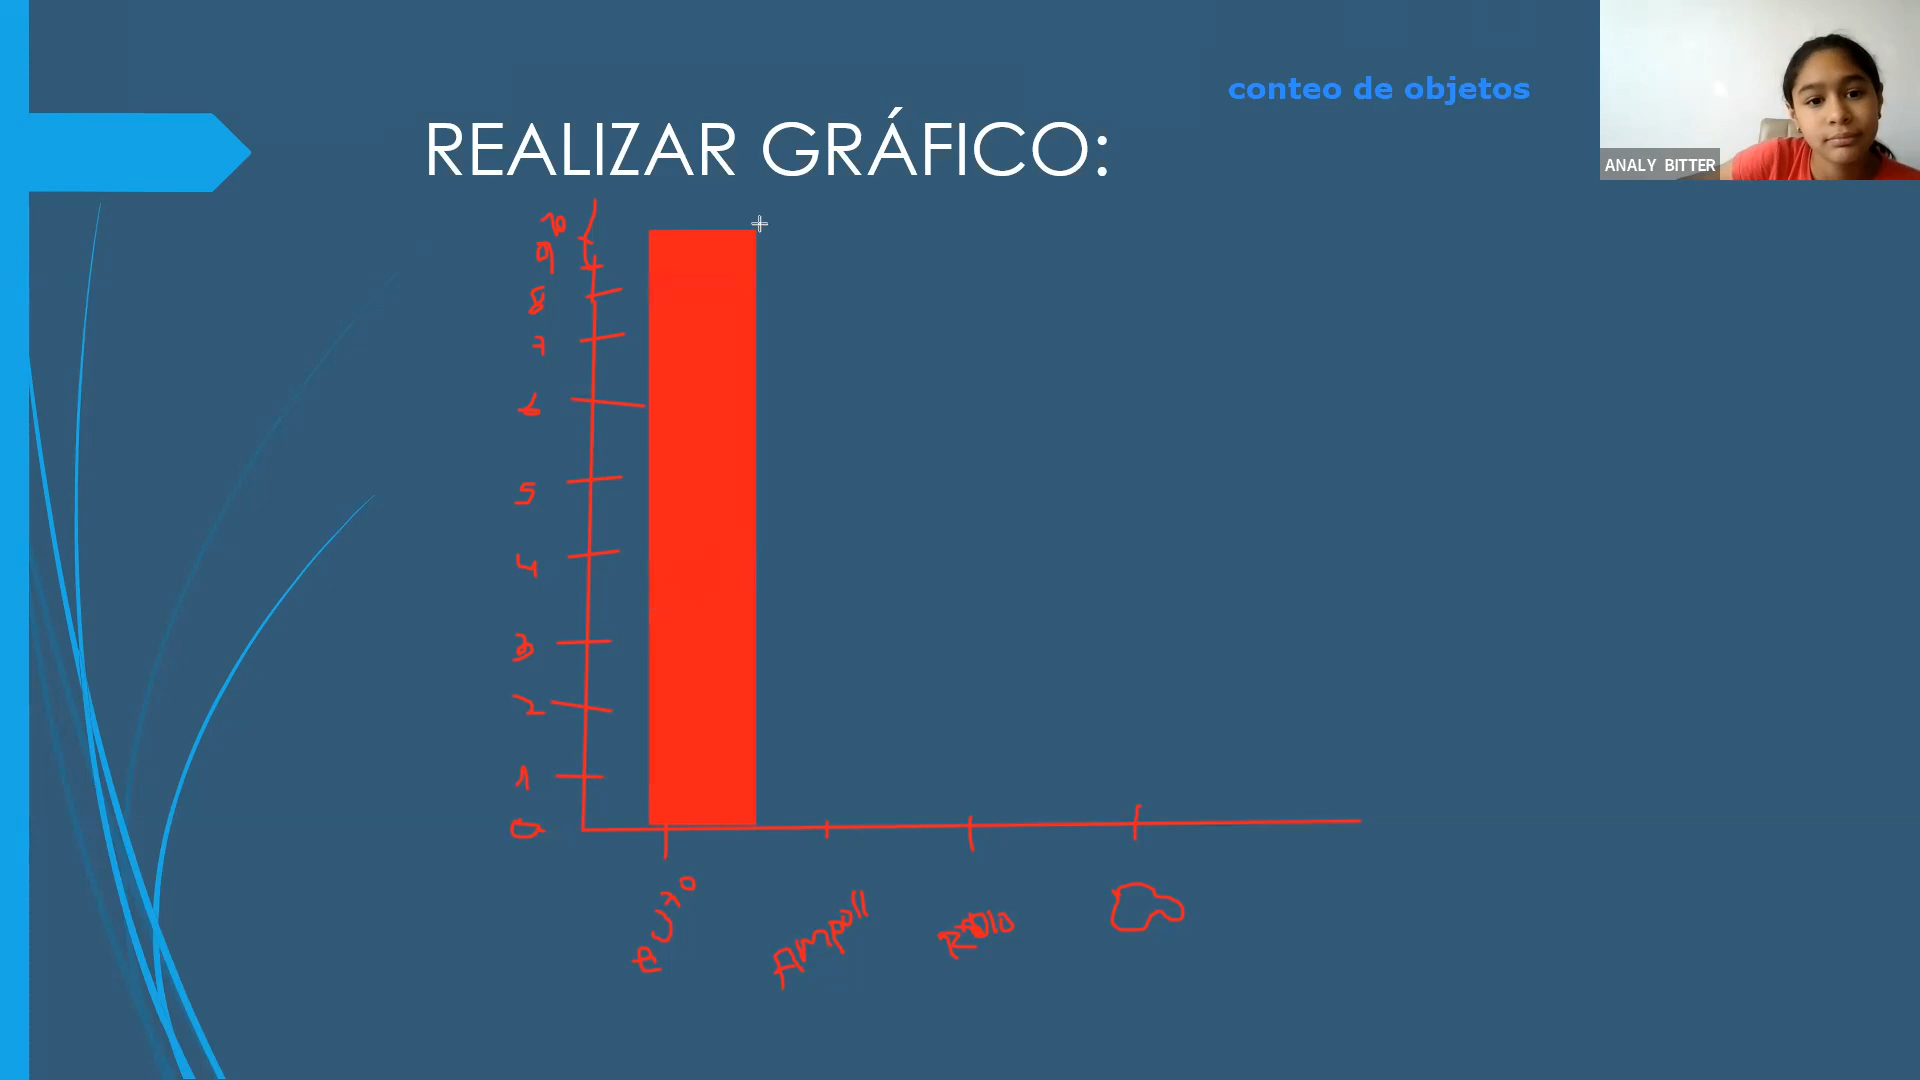 conteo de objetos
REALIZAR GRÁFICO:
ANALY BITTER
10
9
8
7
6
5
4
3
2
1
0
Ampoll
Radio